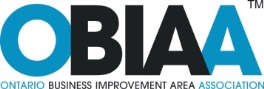 OBIAA™
ONTARIO BUSINESS IMPROVEMENT AREA ASSOCIATION